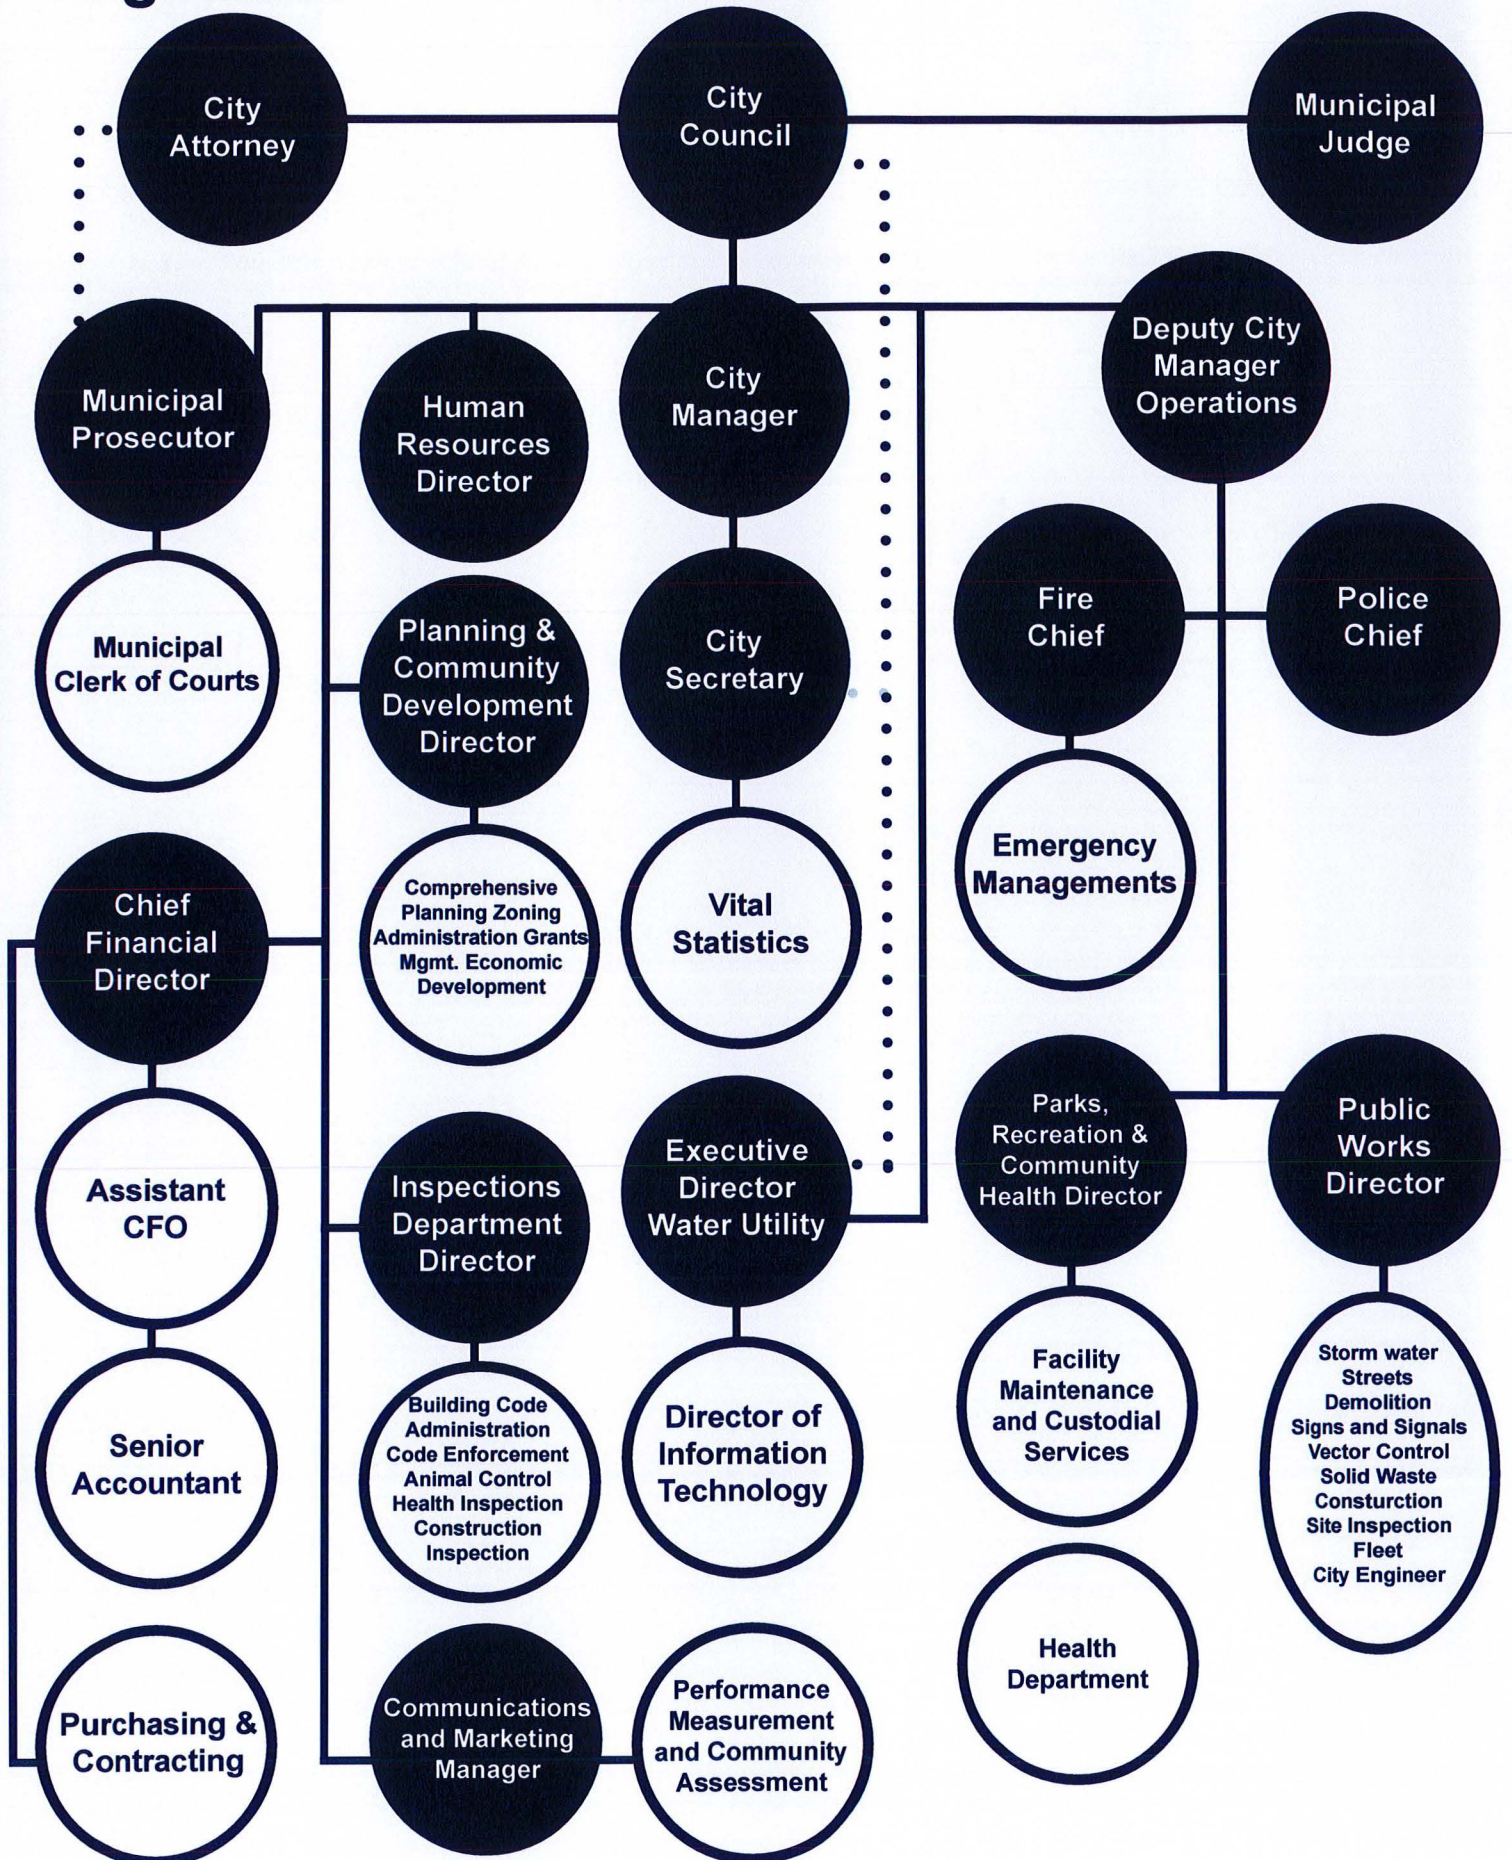 City
Attorney
City
Council
Municipal
Judge
Municipal
Prosecutor
Human
Resources
Director
City
Manager
Deputy City
Manager
Operations
Municipal
Clerk of Courts
Planning &
Community
Development
Director
City
Secretary
Fire
Chief
Police
Chief
Chief
Financial
Director
Comprehensive
Planning Zoning
Administration Grants
Mgmt. Economic
Development
Vital
Statistics
Emergency
Managements
Assistant
CFO
Inspections
Department
Director
Executive
Director
Water Utility
Parks,
Recreation &
Community
Health Director
Public
Works
Director
Senior
Accountant
Building Code
Administration
Code Enforcement
Animal Control
Health Inspection
Construction
Inspection
Director of
Information
Technology
Facility
Maintenance
and Custodial
Services
Storm water
Streets
Demolition
Signs and Signals
Vector Control
Solid Waste
Consturction
Site Inspection
Fleet
City Engineer
Purchasing &
Contracting
Communications
and Marketing
Manager
Performance
Measurement
and Community
Assessment
Health
Department